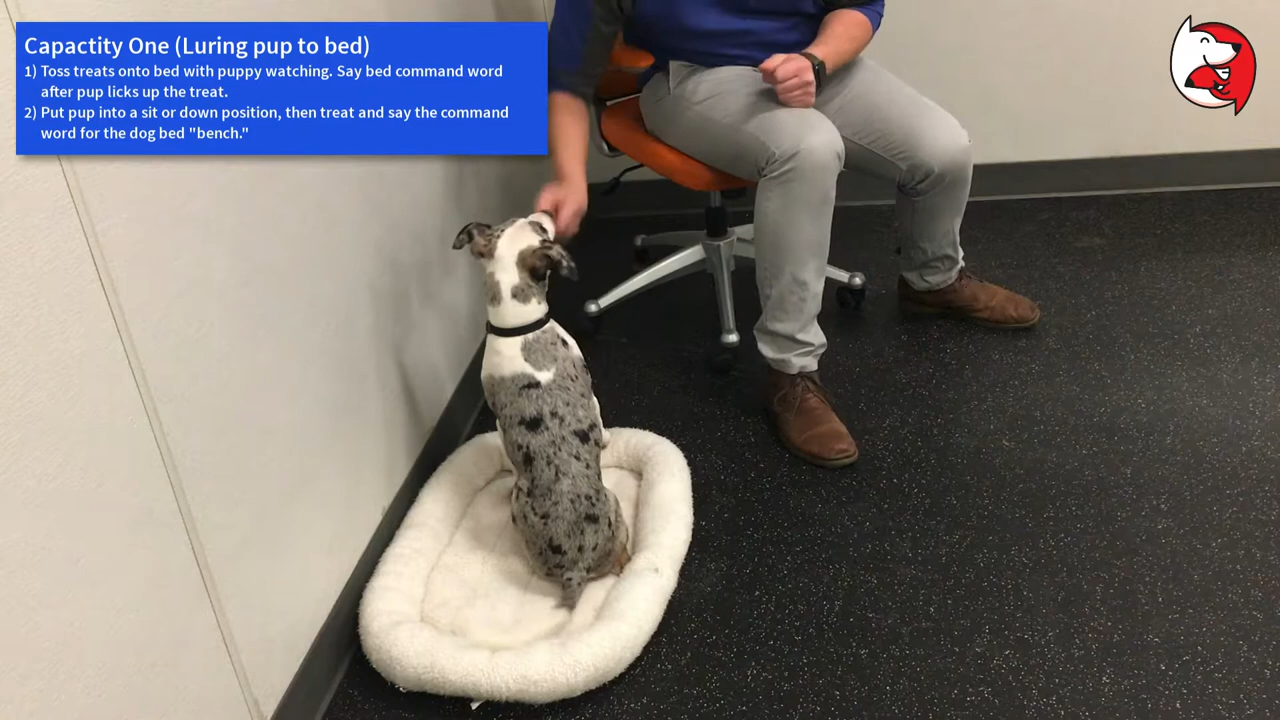 Capactity One (Luring pup to bed)
1) Toss treats onto bed with puppy watching. Say bed command word
after pup licks up the treat.
2) Put pup into a sit or down position, then treat and say the command
word for the dog bed "bench."